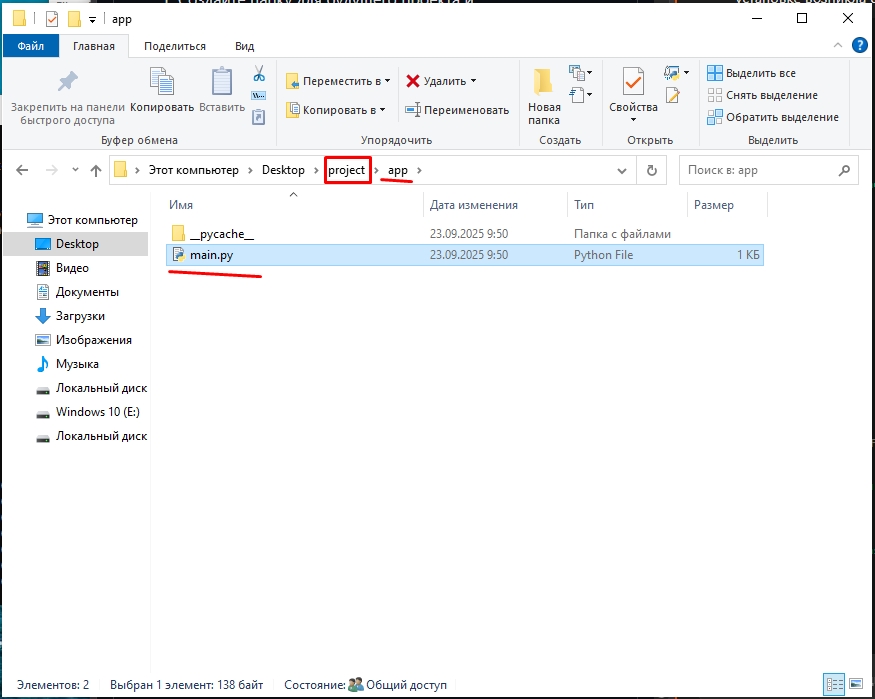 app
Файл Главная Поделиться Вид
Закрепить на панели быстрого доступа
Копировать
Вставить
Буфер обмена
Переместить в
Копировать в
Удалить
Переименовать
Упорядочить
Новая папка
Создать
Свойства
Открыть
Выделить все
Снять выделение
Обратить выделение
Выделить
Этот компьютер Desktop project app
Поиск в: app
Имя Дата изменения Тип Размер
__pycache__ 23.09.2025 9:50 Папка с файлами
main.py 23.09.2025 9:50 Python File 1 КБ
Этот компьютер
Desktop
Видео
Документы
Загрузки
Изображения
Музыка
Локальный диск
Windows 10 (E:)
Локальный диск
Элементов: 2 Выбран 1 элемент: 138 байт Состояние: Общий доступ